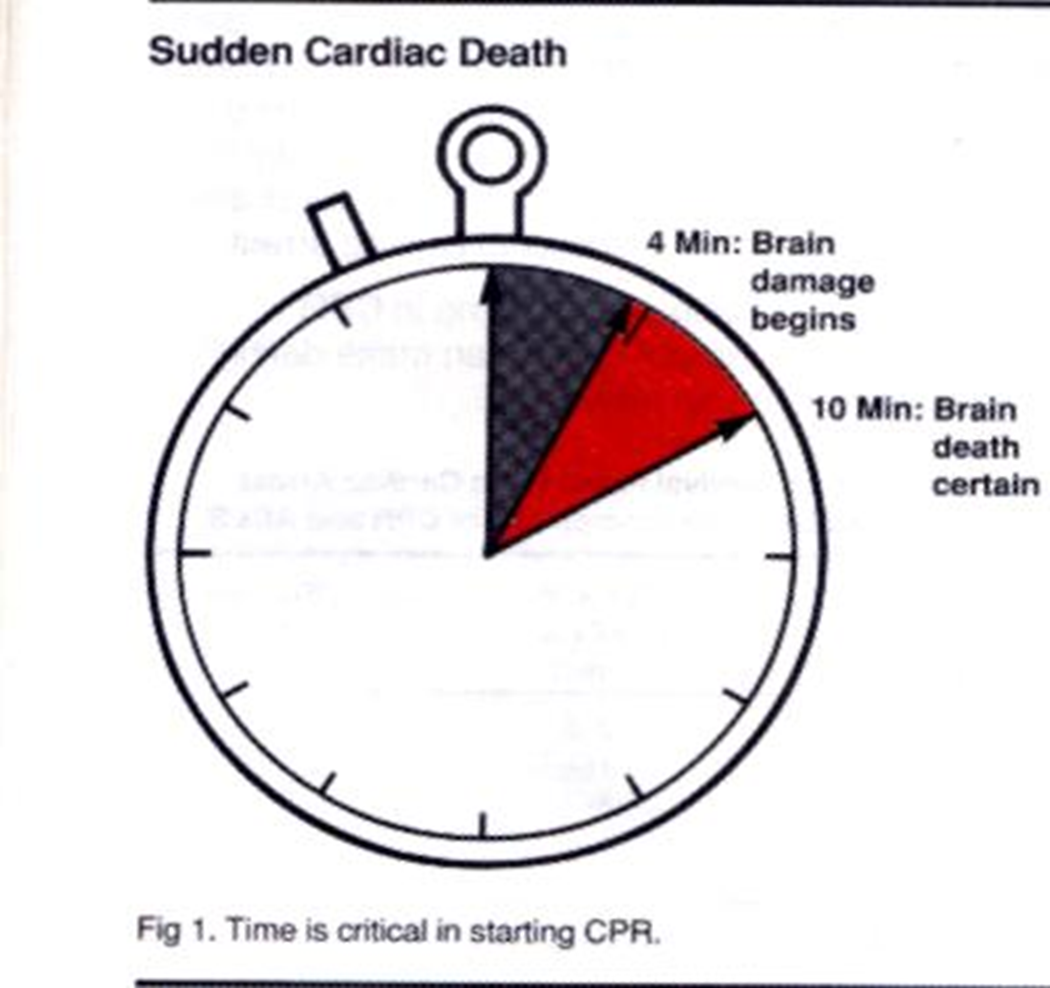 Sudden Cardiac Death
4 Min: Brain
damage
begins
10 Min: Brain
death
certain
Fig 1. Time is critical in starting CPR.